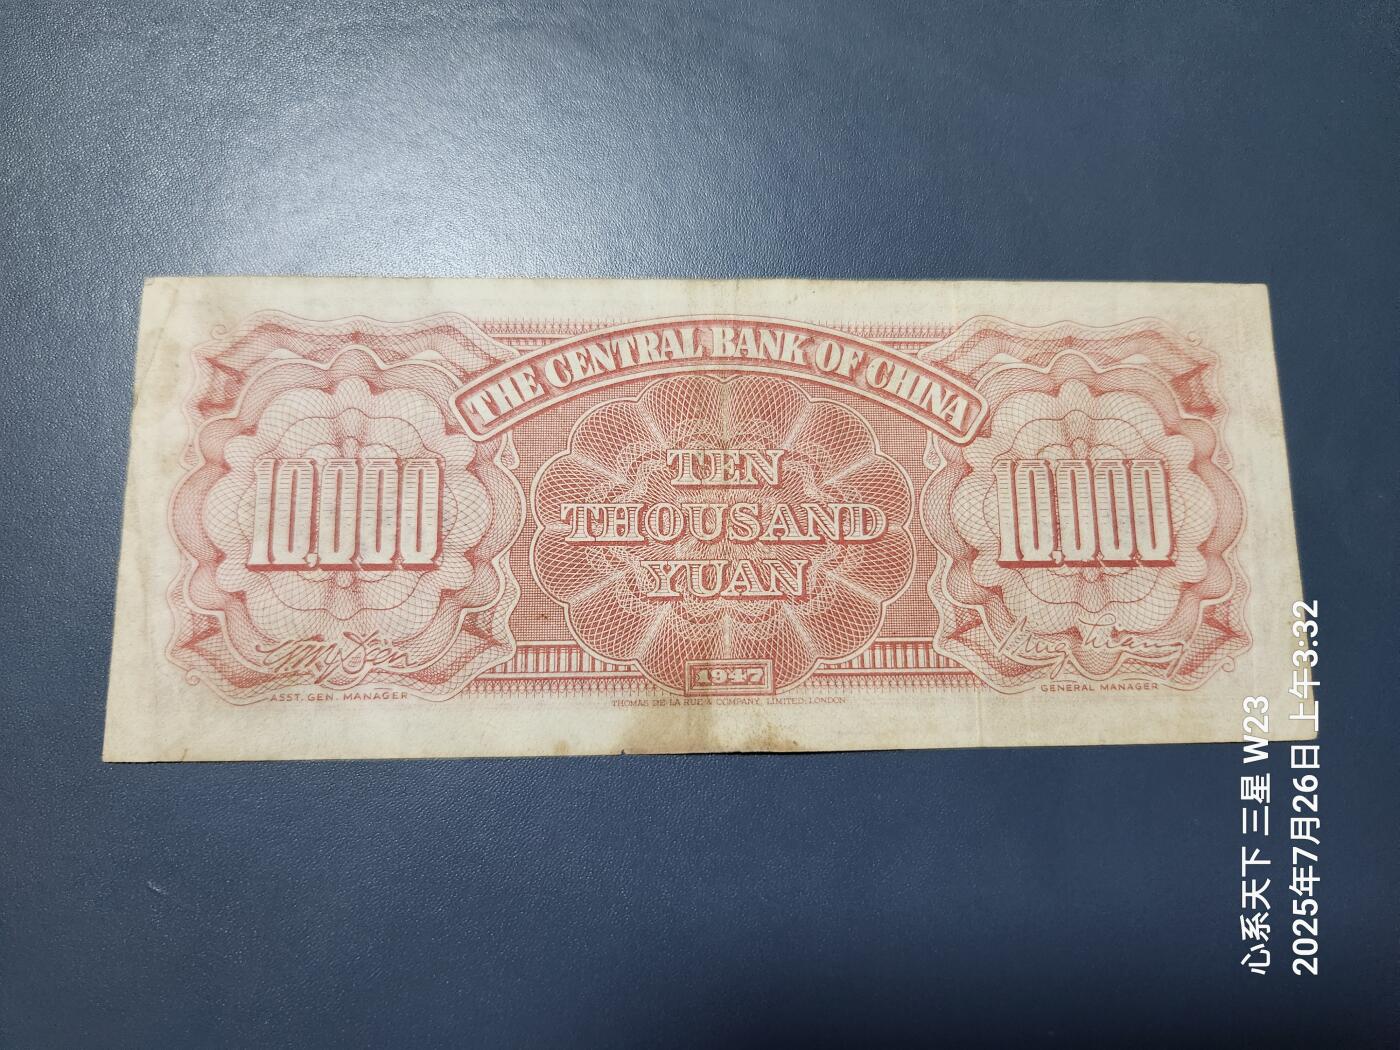 THE CENTRAL BANK OF CHINA
10,000
TEN
THOUSAND
YUAN
10,000
ASST. GEN. MANAGER
1947
GENERAL MANAGER
THOMAS DE LA RUE & COMPANY, LIMITED, LONDON
心系天下 三星 W23
2025年7月26日 上午3:32